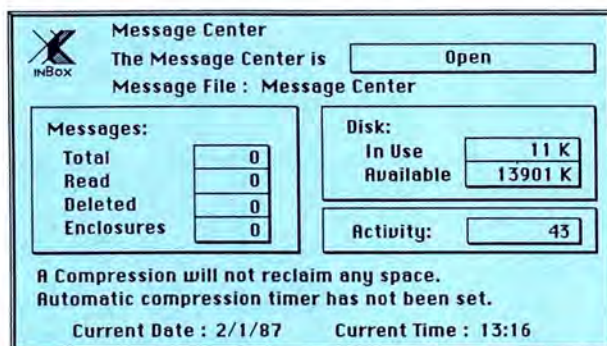 Message Center
The Message Center is Open
INBOX
Message File : Message Center
Messages:
Total 0
Read 0
Deleted 0
Enclosures 0
Disk:
In Use 11 K
Available 13901 K
Activity: 43
A Compression will not reclaim any space.
Automatic compression timer has not been set.
Current Date : 2/1/87 Current Time : 13:16